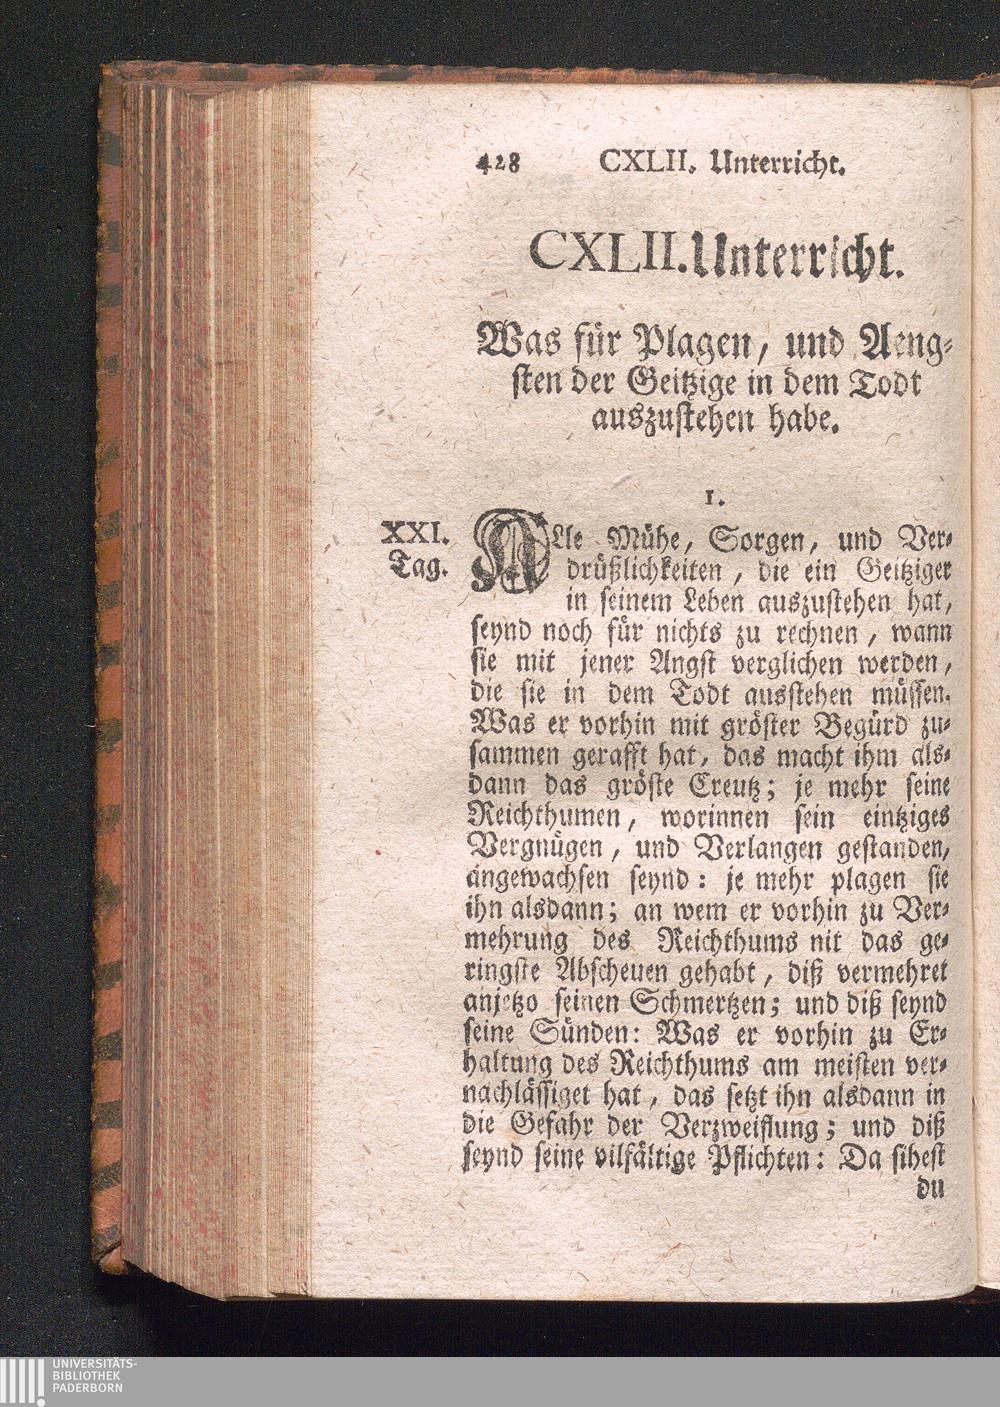 428 CXLII. Unterricht.
CXLII. Unterricht.
Was für Plagen, und Aeng-
sten der Geitzige in dem Todt
auszustehen habe.
1.
XXI.
Tag.
ALle Mühe, Sorgen, und Ver-
drüßlichkeiten, die ein Geitziger
in seinem Leben auszustehen hat,
seynd noch für nichts zu rechnen, wann
sie mit jener Angst verglichen werden,
die sie in dem Todt ausstehen müssen.
Was er vorhin mit gröster Begürd zu-
sammen gerafft hat, das macht ihm als-
dann das gröste Creutz; je mehr seine
Reichthumen, worinnen sein eintziges
Vergnügen, und Verlangen gestanden,
angewachsen seynd: je mehr plagen sie
ihn alsdann; an wem er vorhin zu Ver-
mehrung des Reichthums nit das ge-
ringste Abscheuen gehabt, diß vermehret
anjetzo seinen Schmertzen; und diß seynd
seine Sünden: Was er vorhin zu Er-
haltung des Reichthums am meisten ver-
nachlässiget hat, das setzt ihn alsdann in
die Gefahr der Verzweiflung; und diß
seynd seine vilfältige Pflichten: Da sihest
du
UNIVERSITÄTS-
BIBLIOTHEK
PADERBORN